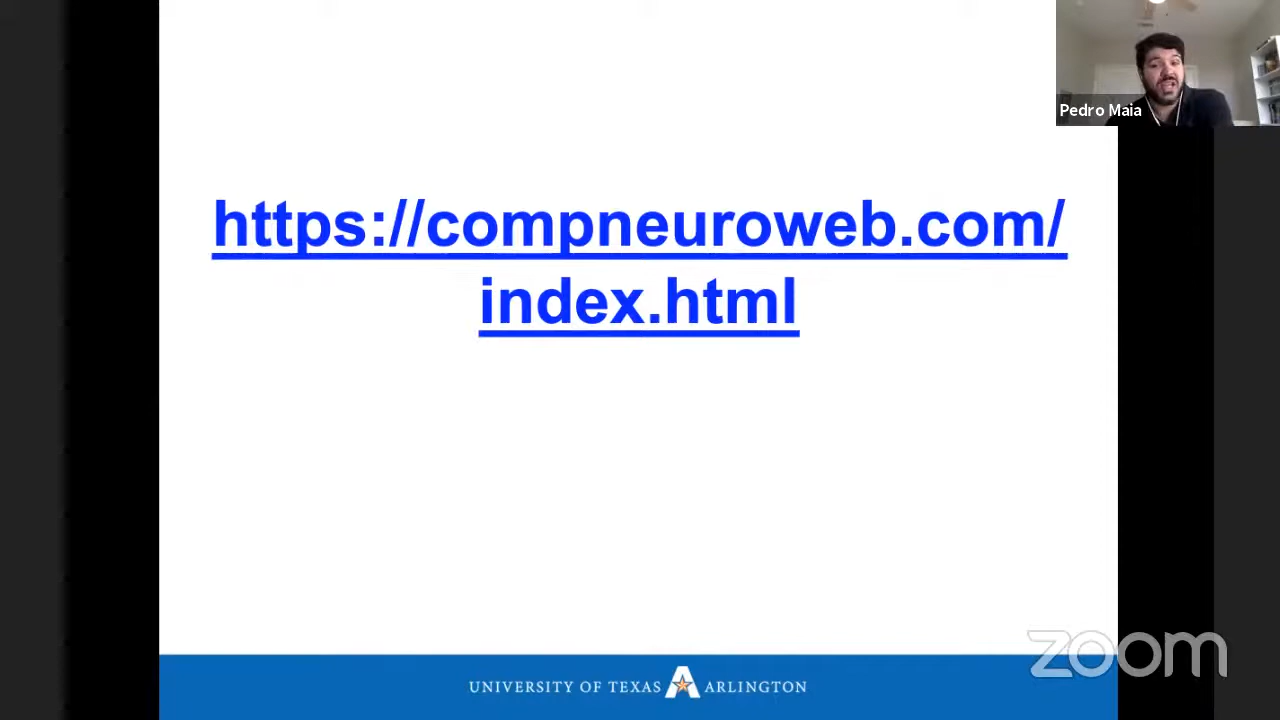 Pedro Maia
https://compneuroweb.com/
index.html
zoom
UNIVERSITY OF TEXAS A ARLINGTON